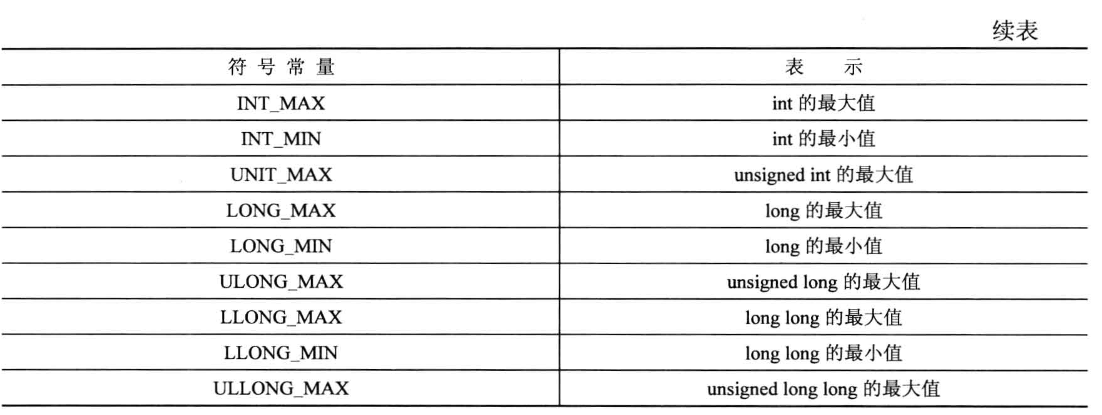 续表
符号常量 表示
INT_MAX int 的最大值
INT_MIN int 的最小值
UNIT_MAX unsigned int 的最大值
LONG_MAX long 的最大值
LONG_MIN long 的最小值
ULONG_MAX unsigned long 的最大值
LLONG_MAX long long 的最大值
LLONG_MIN long long 的最小值
ULLONG_MAX unsigned long long 的最大值